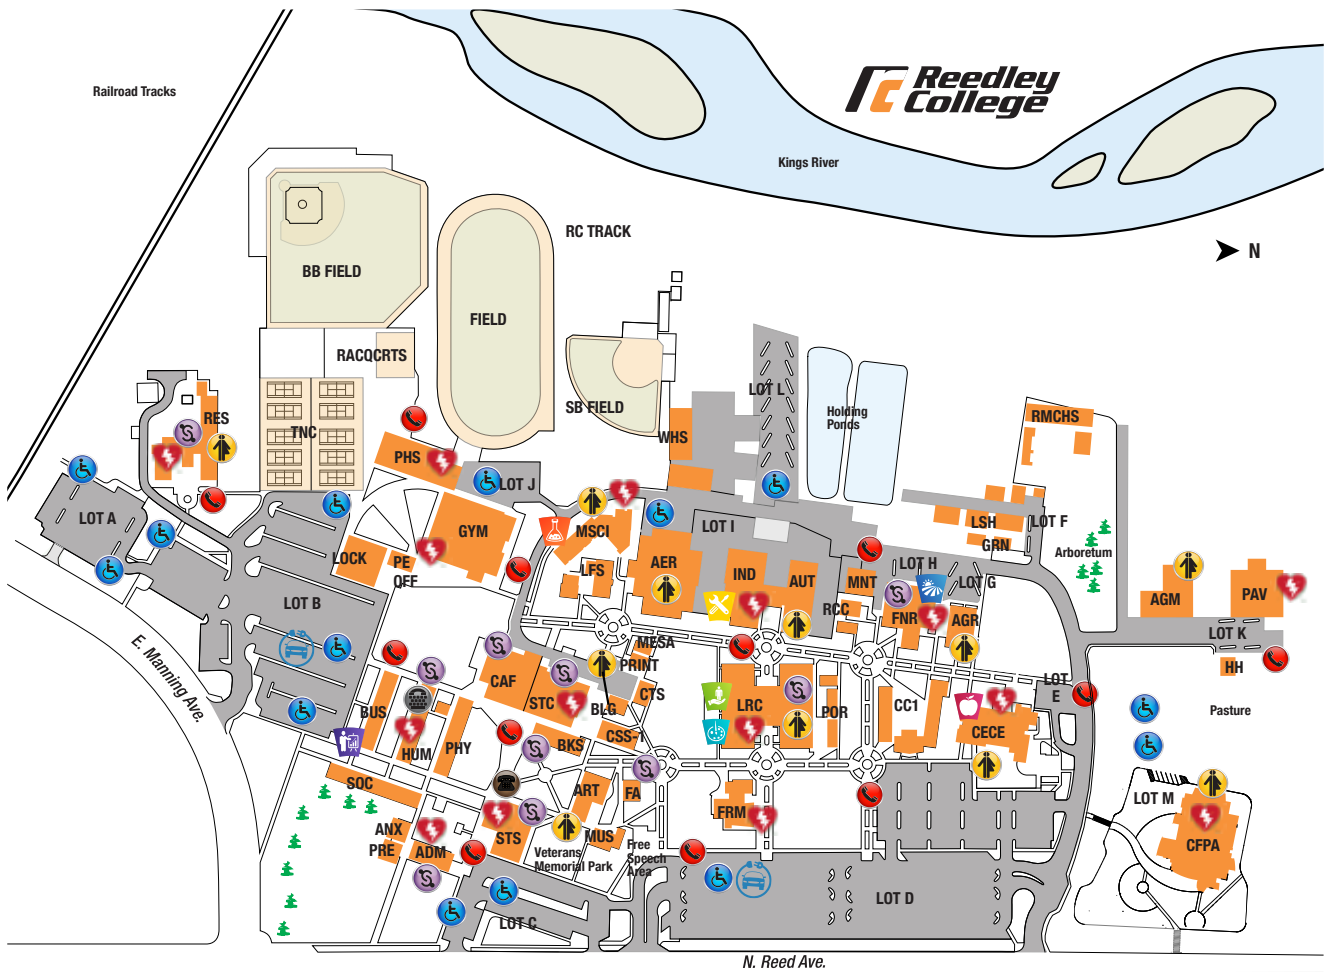 Reedley
College
Railroad Tracks
Kings River
N
RC TRACK
BB FIELD
FIELD
RACQCRTS
SB FIELD
LOT L
Holding
Ponds
RES
TNC
WHS
RMCHS
PHS
LOT J
LOT A
GYM
MSCI
LOT I
LSH
LOT F
GRN
Arboretum
LOCK
PE
OFF
LFS
AER
IND
AUT
MNT
LOT H
LOT G
AGM
PAV
LOT B
RCC
FNR
AGR
LOT K
E. Manning Ave.
MESA
PRINT
HH
CAF
STC
BLG
CTS
LRC
POR
CC1
LOT
E
Pasture
BUS
HUM
PHY
BKS
CSS-1
CECE
SOC
ART
FA
FRM
LOT M
ANX
PRE
ADM
STS
MUS
CFPA
Veterans
Memorial Park
Free
Speech
Area
LOT C
LOT D
N. Reed Ave.